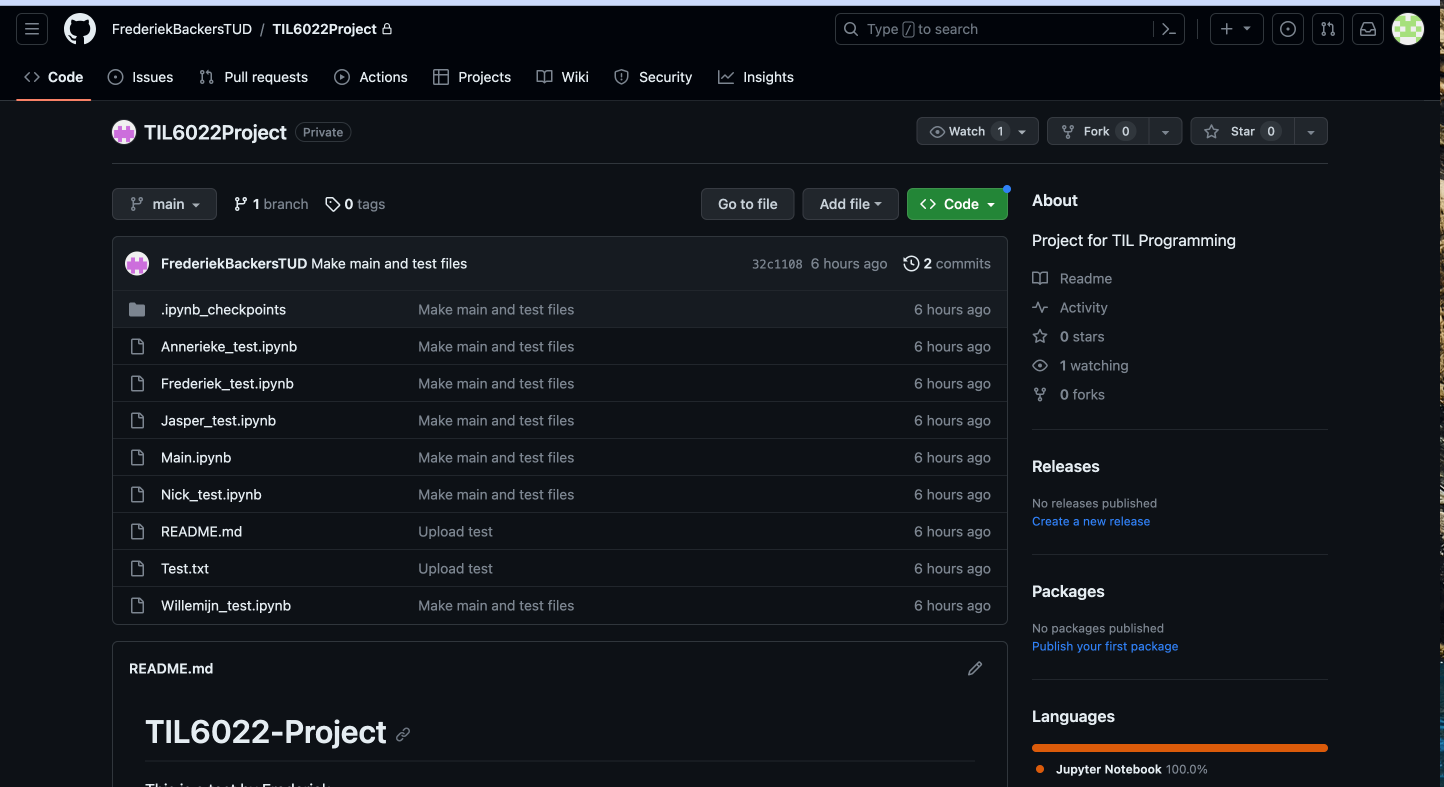 FrederiekBackersTUD / TIL6022Project
Type / to search
Code Issues Pull requests Actions Projects Wiki Security Insights
TIL6022Project Private
Watch 1 Fork 0 Star 0
main 1 branch 0 tags Go to file Add file Code
FrederiekBackersTUD Make main and test files 32c1108 6 hours ago 2 commits
.ipynb_checkpoints Make main and test files 6 hours ago
Annerieke_test.ipynb Make main and test files 6 hours ago
Frederiek_test.ipynb Make main and test files 6 hours ago
Jasper_test.ipynb Make main and test files 6 hours ago
Main.ipynb Make main and test files 6 hours ago
Nick_test.ipynb Make main and test files 6 hours ago
README.md Upload test 6 hours ago
Test.txt Upload test 6 hours ago
Willemijn_test.ipynb Make main and test files 6 hours ago
README.md
TIL6022-Project
This is a test by Frederiek
About
Project for TIL Programming
Readme
Activity
0 stars
1 watching
0 forks
Releases
No releases published
Create a new release
Packages
No packages published
Publish your first package
Languages
Jupyter Notebook 100.0%